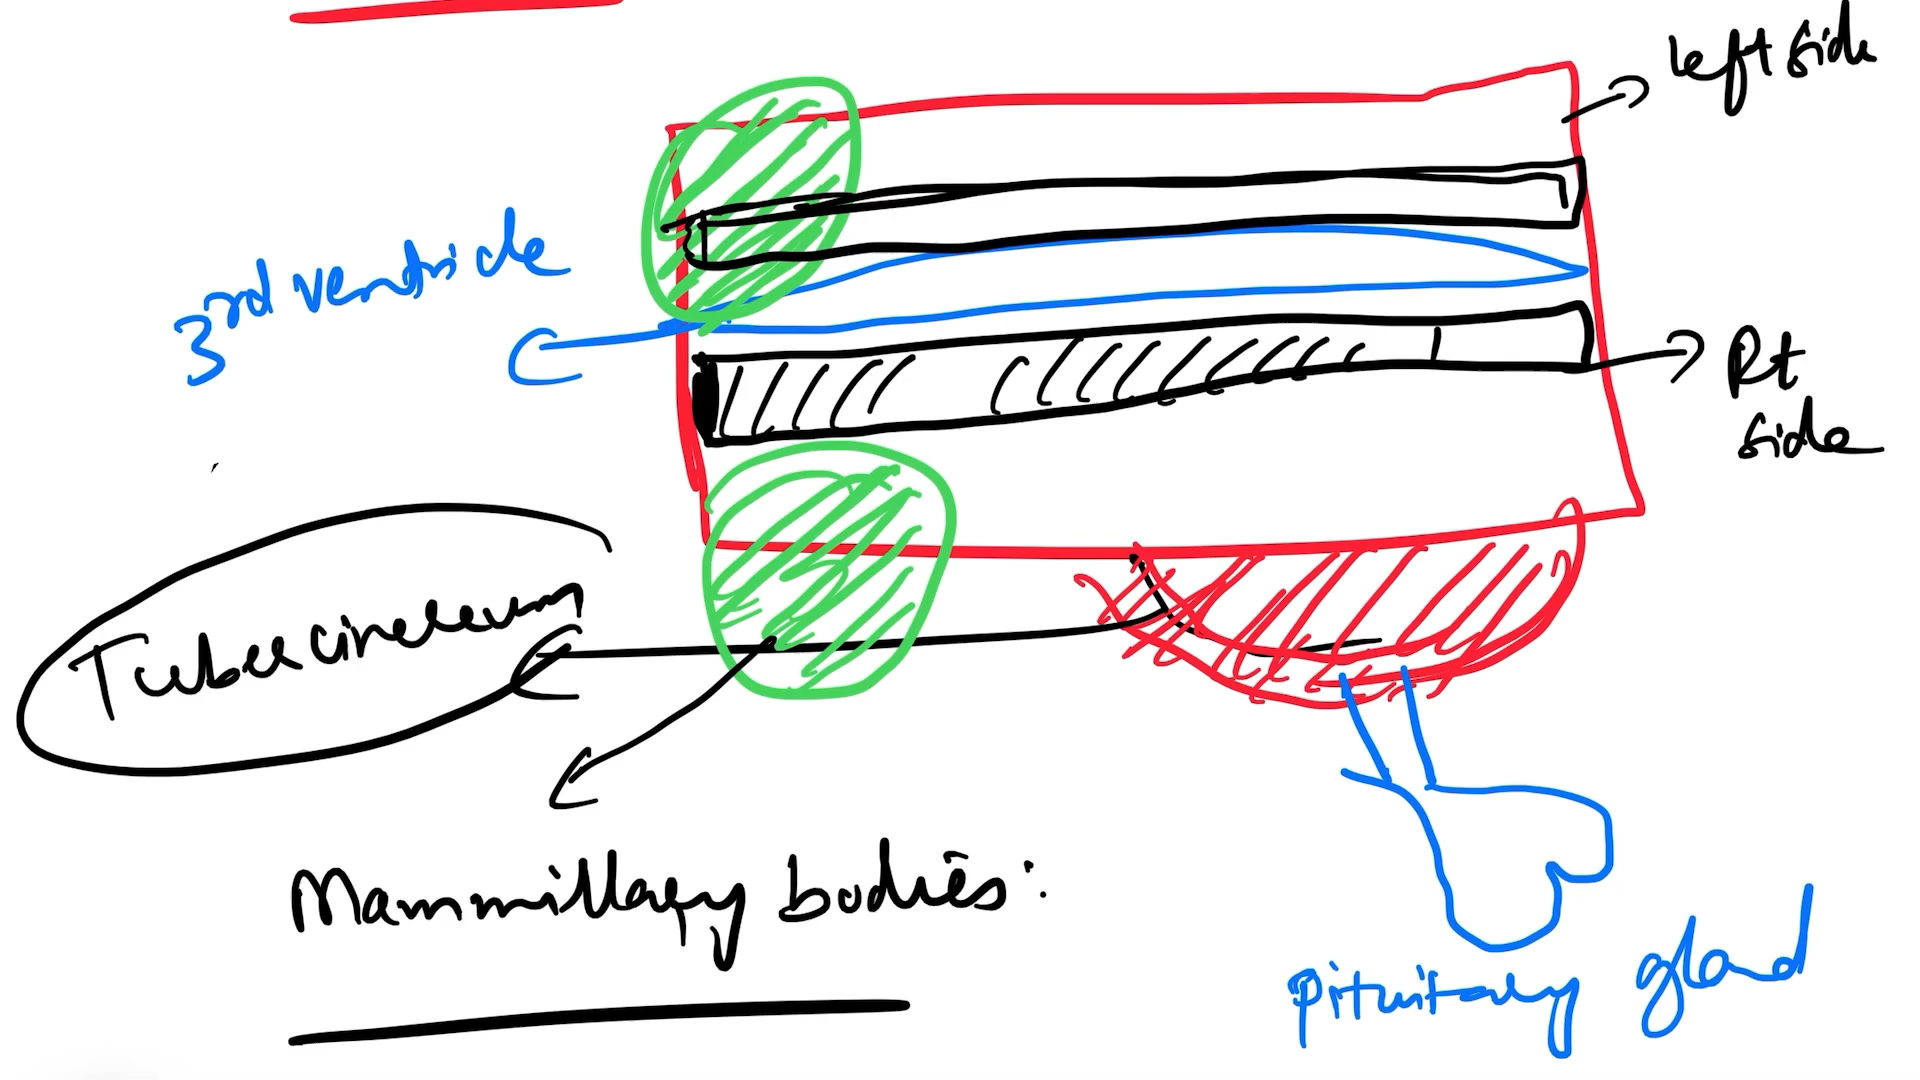 left side
3rd ventricle
Rt
side
Tuber cinereum
Mammillary bodies:
pituitary gland